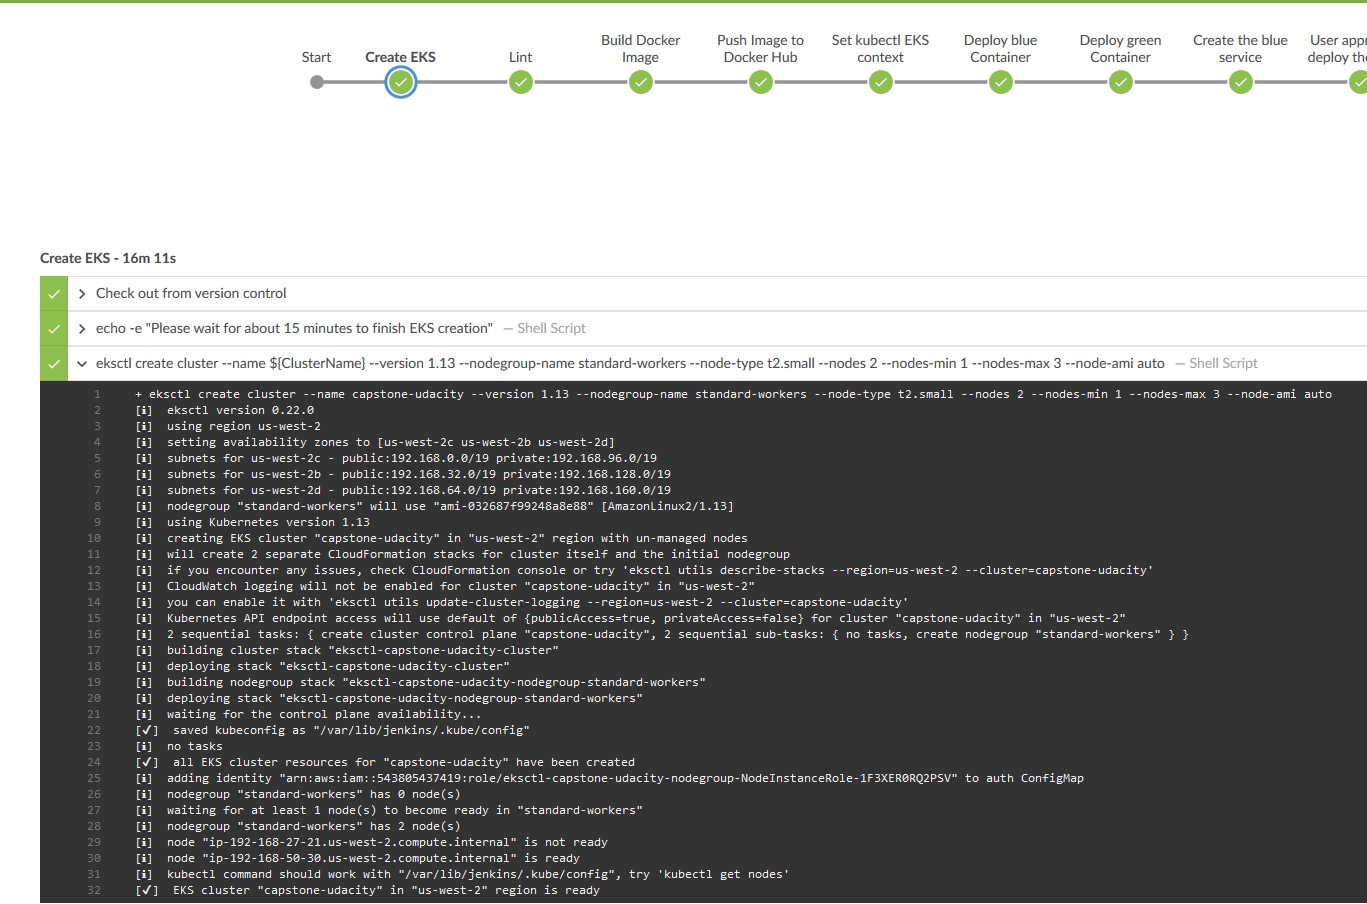 Start
Create EKS
Lint
Build Docker
Image
Push Image to
Docker Hub
Set kubectl EKS
context
Deploy blue
Container
Deploy green
Container
Create the blue
service
User appr
deploy the
Create EKS - 16m 11s
Check out from version control
echo -e "Please wait for about 15 minutes to finish EKS creation" — Shell Script
eksctl create cluster --name ${ClusterName} --version 1.13 --nodegroup-name standard-workers --node-type t2.small --nodes 2 --nodes-min 1 --nodes-max 3 --node-ami auto — Shell Script
1 + eksctl create cluster --name capstone-udacity --version 1.13 --nodegroup-name standard-workers --node-type t2.small --nodes 2 --nodes-min 1 --nodes-max 3 --node-ami auto
2 [i] eksctl version 0.22.0
3 [i] using region us-west-2
4 [i] setting availability zones to [us-west-2c us-west-2b us-west-2d]
5 [i] subnets for us-west-2c - public:192.168.0.0/19 private:192.168.96.0/19
6 [i] subnets for us-west-2b - public:192.168.32.0/19 private:192.168.128.0/19
7 [i] subnets for us-west-2d - public:192.168.64.0/19 private:192.168.160.0/19
8 [i] nodegroup "standard-workers" will use "ami-032687f99248a8e88" [AmazonLinux2/1.13]
9 [i] using Kubernetes version 1.13
10 [i] creating EKS cluster "capstone-udacity" in "us-west-2" region with un-managed nodes
11 [i] will create 2 separate CloudFormation stacks for cluster itself and the initial nodegroup
12 [i] if you encounter any issues, check CloudFormation console or try 'eksctl utils describe-stacks --region=us-west-2 --cluster=capstone-udacity'
13 [i] CloudWatch logging will not be enabled for cluster "capstone-udacity" in "us-west-2"
14 [i] you can enable it with 'eksctl utils update-cluster-logging --region=us-west-2 --cluster=capstone-udacity'
15 [i] Kubernetes API endpoint access will use default of {publicAccess=true, privateAccess=false} for cluster "capstone-udacity" in "us-west-2"
16 [i] 2 sequential tasks: { create cluster control plane "capstone-udacity", 2 sequential sub-tasks: { no tasks, create nodegroup "standard-workers" } }
17 [i] building cluster stack "eksctl-capstone-udacity-cluster"
18 [i] deploying stack "eksctl-capstone-udacity-cluster"
19 [i] building nodegroup stack "eksctl-capstone-udacity-nodegroup-standard-workers"
20 [i] deploying stack "eksctl-capstone-udacity-nodegroup-standard-workers"
21 [i] waiting for the control plane availability...
22 [✔] saved kubeconfig as "/var/lib/jenkins/.kube/config"
23 [i] no tasks
24 [✔] all EKS cluster resources for "capstone-udacity" have been created
25 [i] adding identity "arn:aws:iam::543805437419:role/eksctl-capstone-udacity-nodegroup-NodeInstanceRole-1F3XER0RQ2PSV" to auth ConfigMap
26 [i] nodegroup "standard-workers" has 0 node(s)
27 [i] waiting for at least 1 node(s) to become ready in "standard-workers"
28 [i] nodegroup "standard-workers" has 2 node(s)
29 [i] node "ip-192-168-27-21.us-west-2.compute.internal" is not ready
30 [i] node "ip-192-168-50-30.us-west-2.compute.internal" is ready
31 [i] kubectl command should work with "/var/lib/jenkins/.kube/config", try 'kubectl get nodes'
32 [✔] EKS cluster "capstone-udacity" in "us-west-2" region is ready